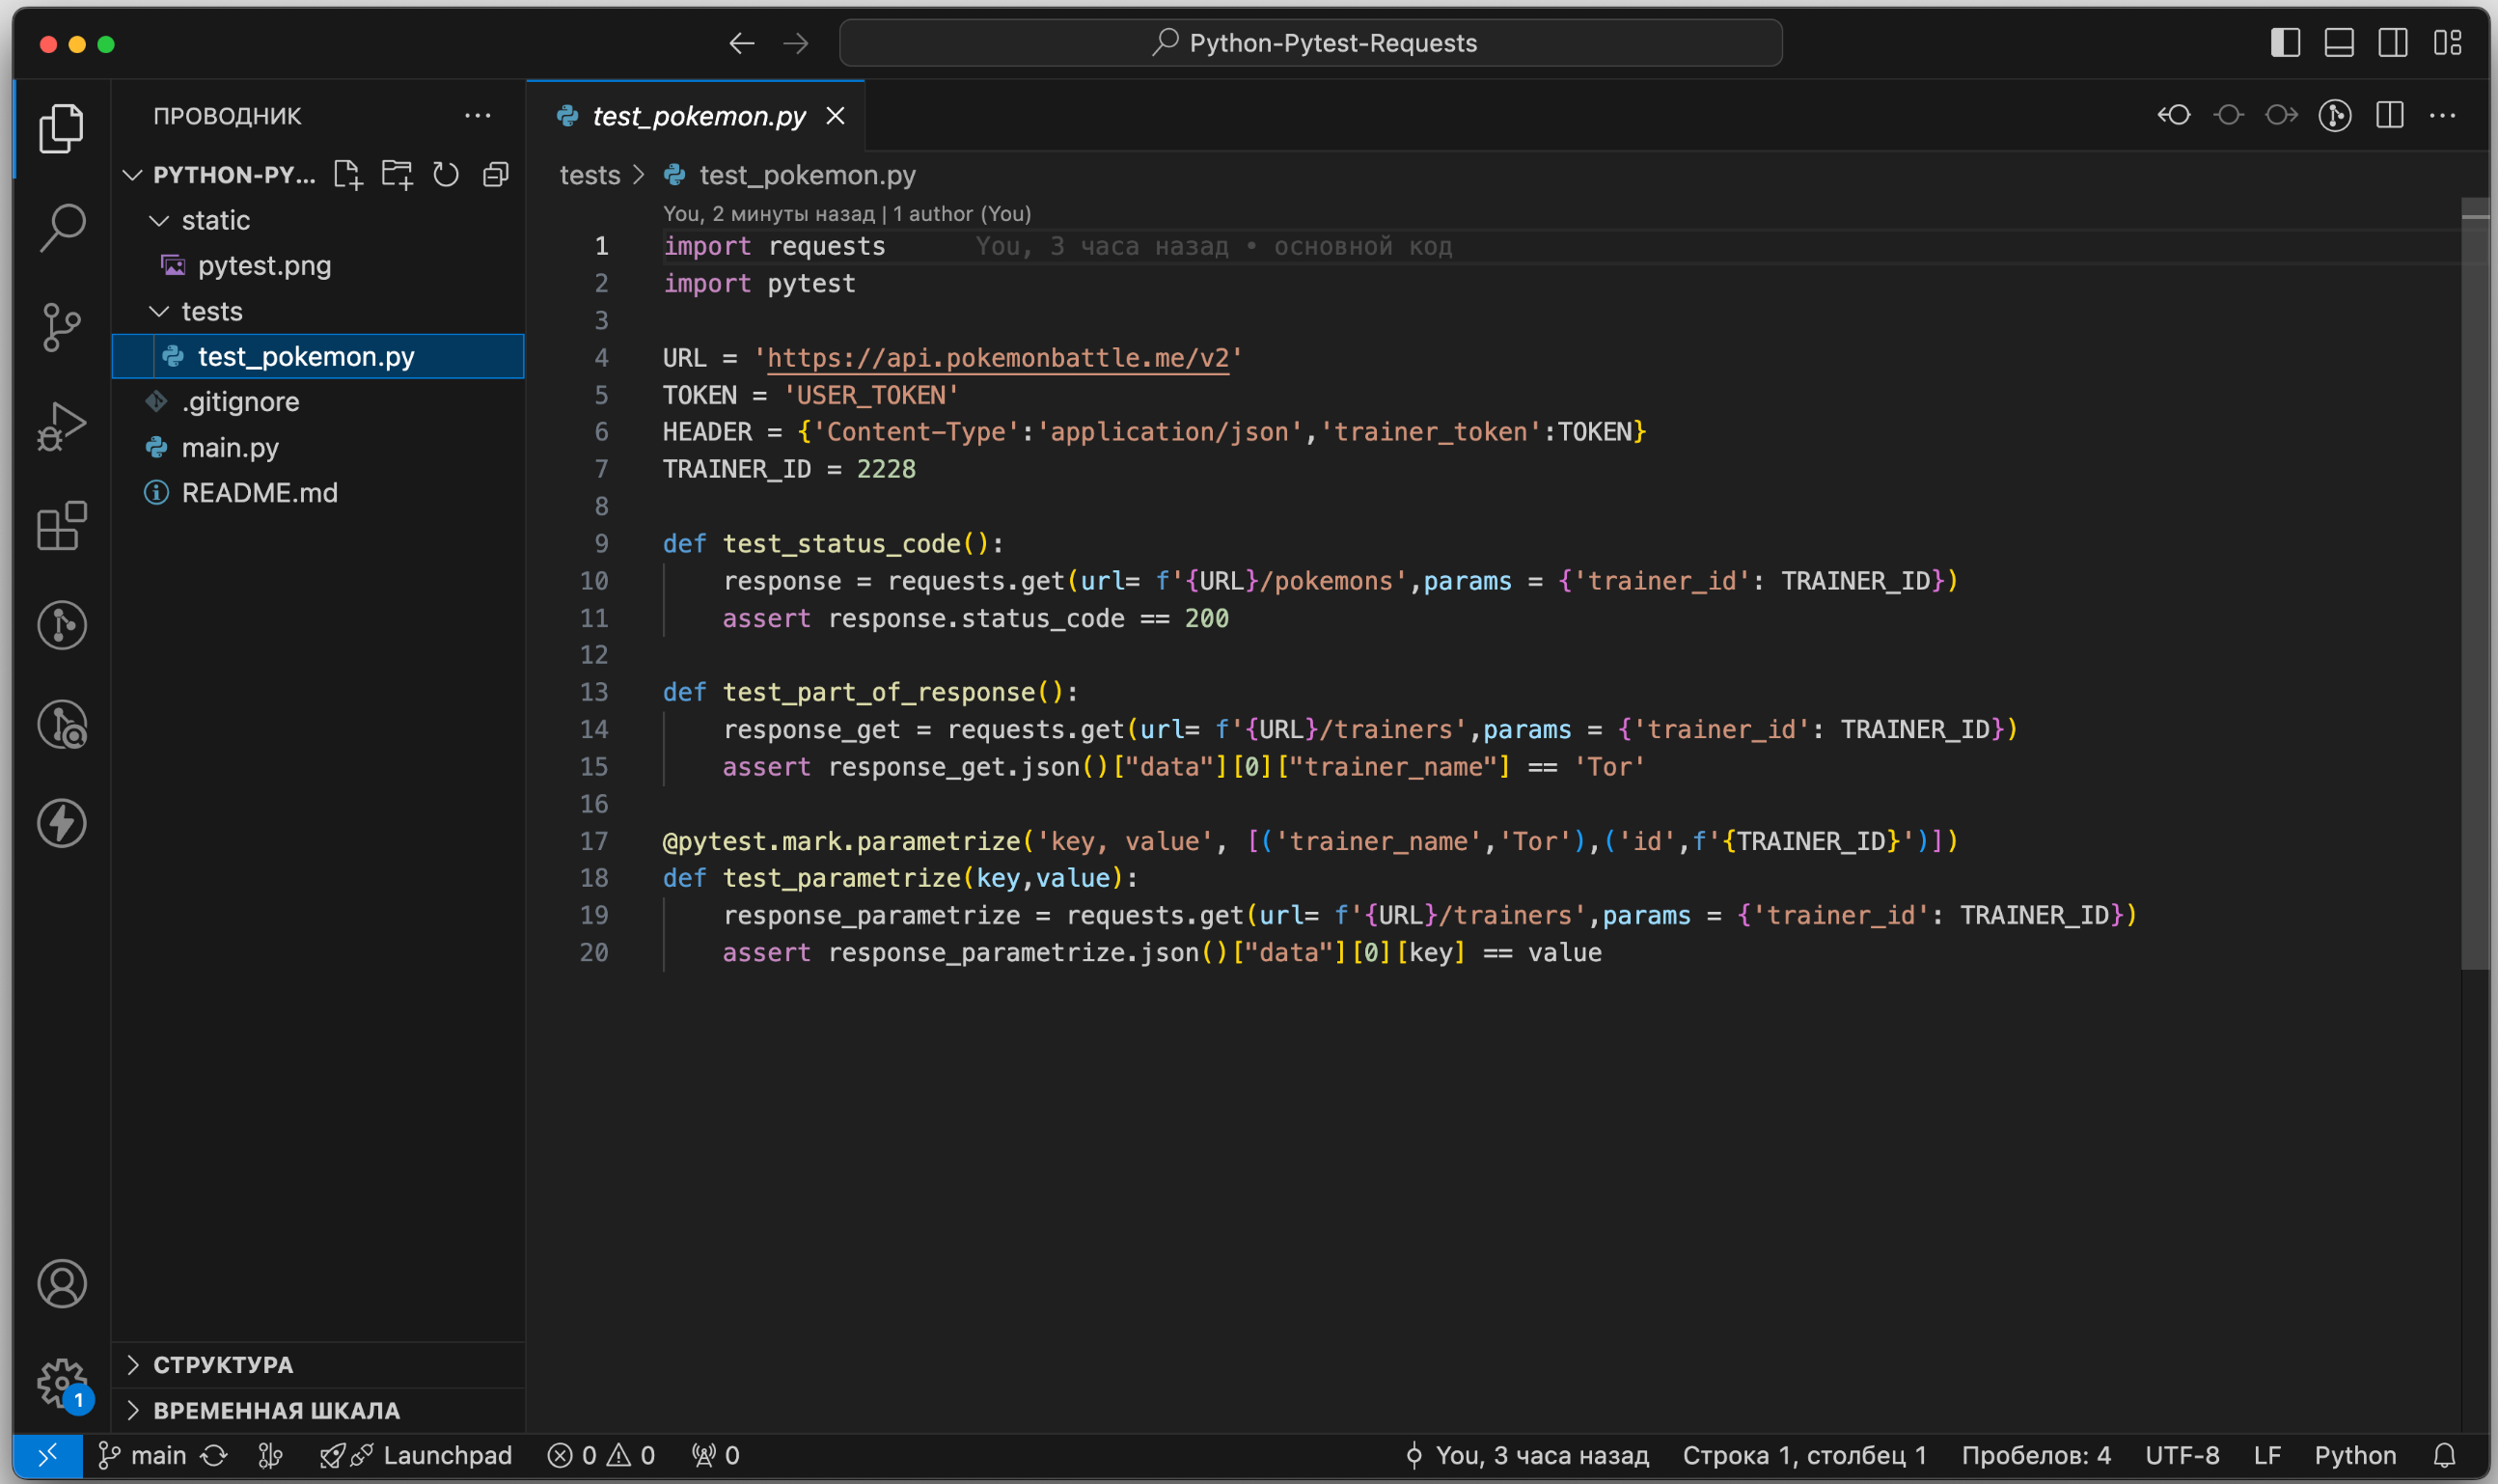 Python-Pytest-Requests
ПРОВОДНИК
PYTHON-PY...
static
pytest.png
tests
test_pokemon.py
.gitignore
main.py
README.md
СТРУКТУРА
ВРЕМЕННАЯ ШКАЛА
test_pokemon.py
tests > test_pokemon.py
You, 2 минуты назад | 1 author (You)
1 import requests You, 3 часа назад • основной код
2 import pytest
3
4 URL = 'https://api.pokemonbattle.me/v2'
5 TOKEN = 'USER_TOKEN'
6 HEADER = {'Content-Type':'application/json','trainer_token':TOKEN}
7 TRAINER_ID = 2228
8
9 def test_status_code():
10     response = requests.get(url= f'{URL}/pokemons',params = {'trainer_id': TRAINER_ID})
11     assert response.status_code == 200
12
13 def test_part_of_response():
14     response_get = requests.get(url= f'{URL}/trainers',params = {'trainer_id': TRAINER_ID})
15     assert response_get.json()["data"][0]["trainer_name"] == 'Tor'
16
17 @pytest.mark.parametrize('key, value', [('trainer_name','Tor'),('id',f'{TRAINER_ID}')])
18 def test_parametrize(key,value):
19     response_parametrize = requests.get(url= f'{URL}/trainers',params = {'trainer_id': TRAINER_ID})
20     assert response_parametrize.json()["data"][0][key] == value
1
main Launchpad 0 0 0 You, 3 часа назад Строка 1, столбец 1 Пробелов: 4 UTF-8 LF Python